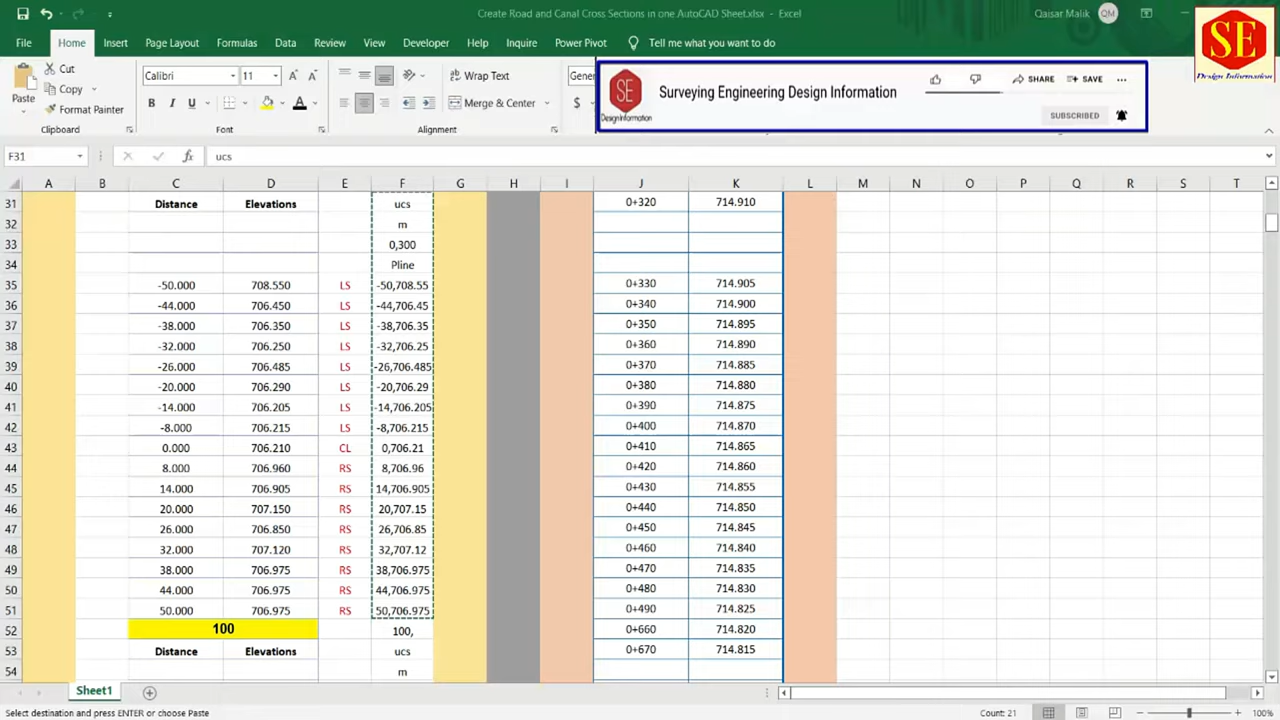 Create Road and Canal Cross Sections in one AutoCAD Sheet.xlsx - Excel
Qaisar Malik QM
File Home Insert Page Layout Formulas Data Review View Developer Help Inquire Power Pivot Tell me what you want to do
SE
Design Information
Paste
Cut
Copy
Format Painter
Clipboard
Calibri 11
B I U
Font
Wrap Text
Merge & Center
Alignment
Gener
$
SE
DesignInformation
Surveying Engineering Design Information
SHARE SAVE
SUBSCRIBED
F31 fx ucs
A B C D E F G H I J K L M N O P Q R S T
31 Distance Elevations ucs 0+320 714.910
32 m
33 0,300
34 Pline
35 -50.000 708.550 LS -50,708.55 0+330 714.905
36 -44.000 706.450 LS -44,706.45 0+340 714.900
37 -38.000 706.350 LS -38,706.35 0+350 714.895
38 -32.000 706.250 LS -32,706.25 0+360 714.890
39 -26.000 706.485 LS -26,706.485 0+370 714.885
40 -20.000 706.290 LS -20,706.29 0+380 714.880
41 -14.000 706.205 LS -14,706.205 0+390 714.875
42 -8.000 706.215 LS -8,706.215 0+400 714.870
43 0.000 706.210 CL 0,706.21 0+410 714.865
44 8.000 706.960 RS 8,706.96 0+420 714.860
45 14.000 706.905 RS 14,706.905 0+430 714.855
46 20.000 707.150 RS 20,707.15 0+440 714.850
47 26.000 706.850 RS 26,706.85 0+450 714.845
48 32.000 707.120 RS 32,707.12 0+460 714.840
49 38.000 706.975 RS 38,706.975 0+470 714.835
50 44.000 706.975 RS 44,706.975 0+480 714.830
51 50.000 706.975 RS 50,706.975 0+490 714.825
52 100 100, 0+660 714.820
53 Distance Elevations ucs 0+670 714.815
54 m
Sheet1
Select destination and press ENTER or choose Paste
Count: 21
100%